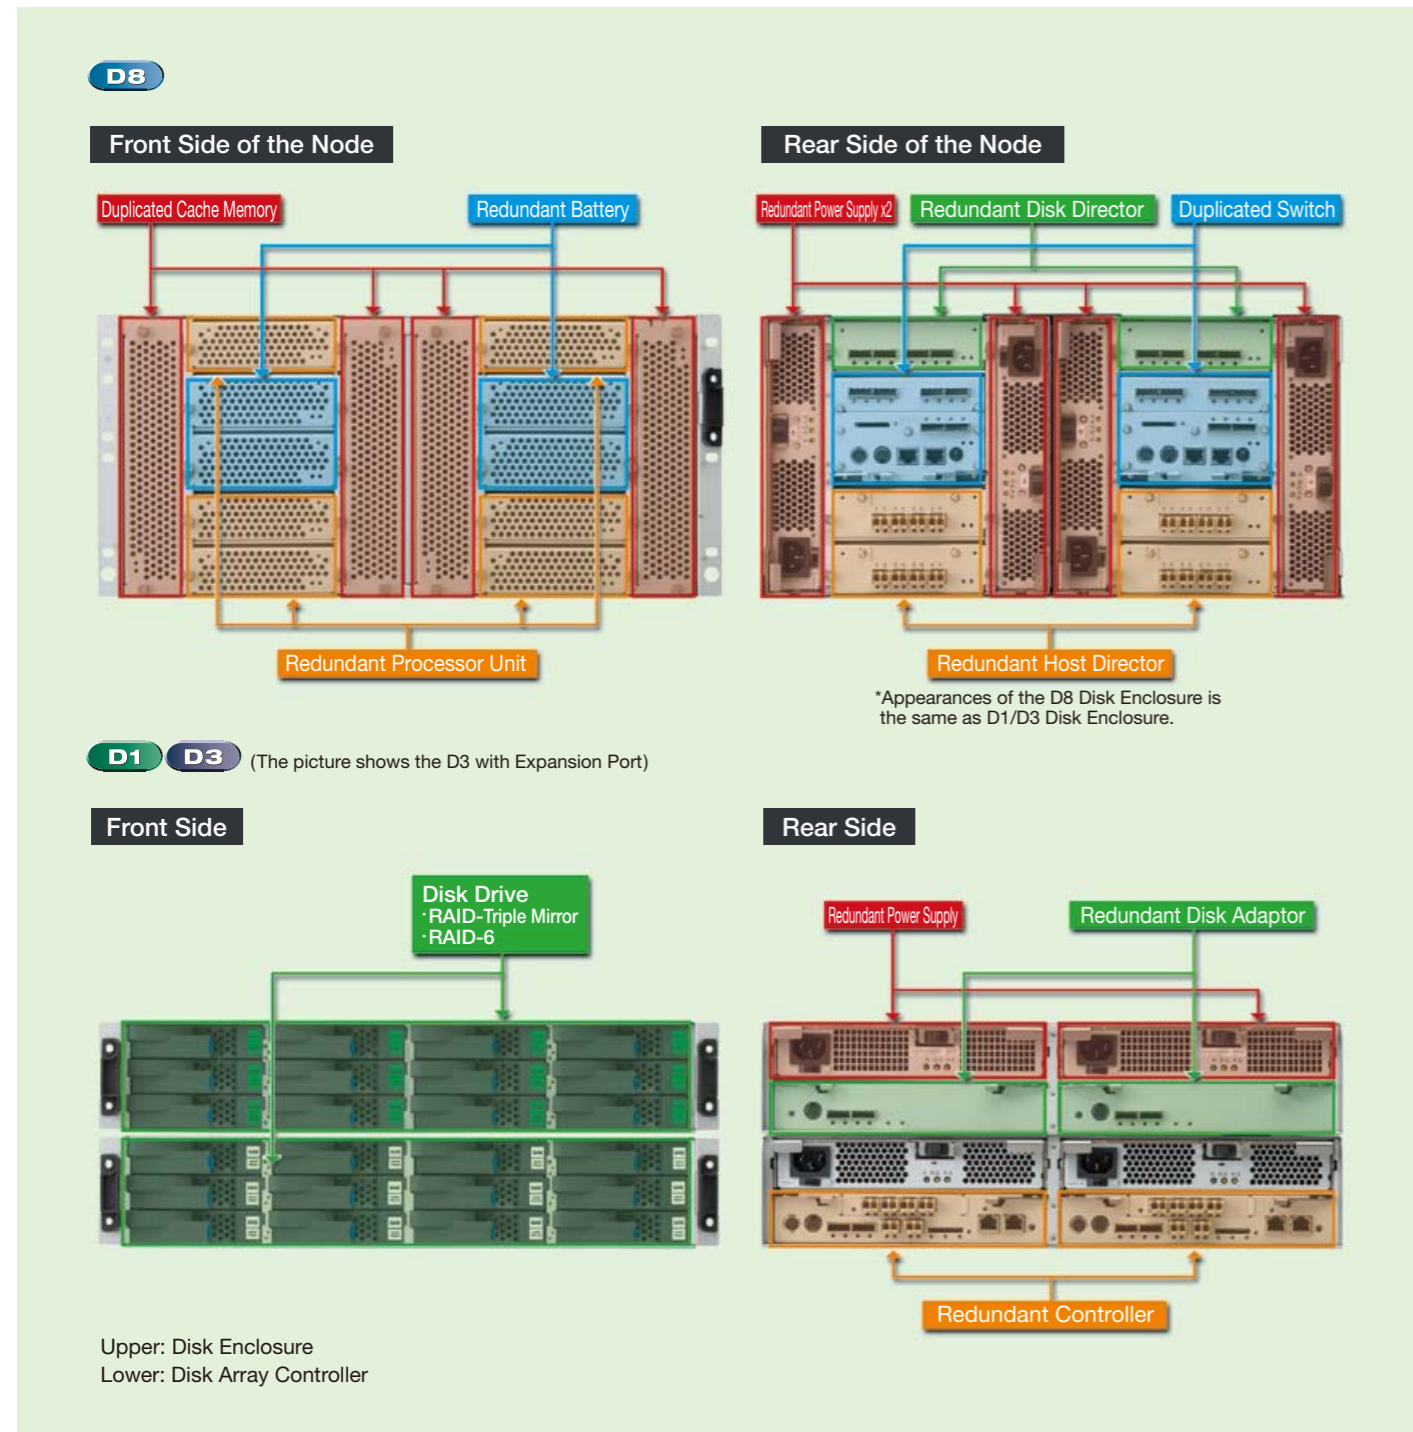 D8
Front Side of the Node
Rear Side of the Node
Duplicated Cache Memory
Redundant Battery
Redundant Power Supply x2
Redundant Disk Director
Duplicated Switch
Redundant Processor Unit
Redundant Host Director
*Appearances of the D8 Disk Enclosure is
the same as D1/D3 Disk Enclosure.
D1 D3 (The picture shows the D3 with Expansion Port)
Front Side
Rear Side
Disk Drive
·RAID-Triple Mirror
·RAID-6
Redundant Power Supply
Redundant Disk Adaptor
Redundant Controller
Upper: Disk Enclosure
Lower: Disk Array Controller